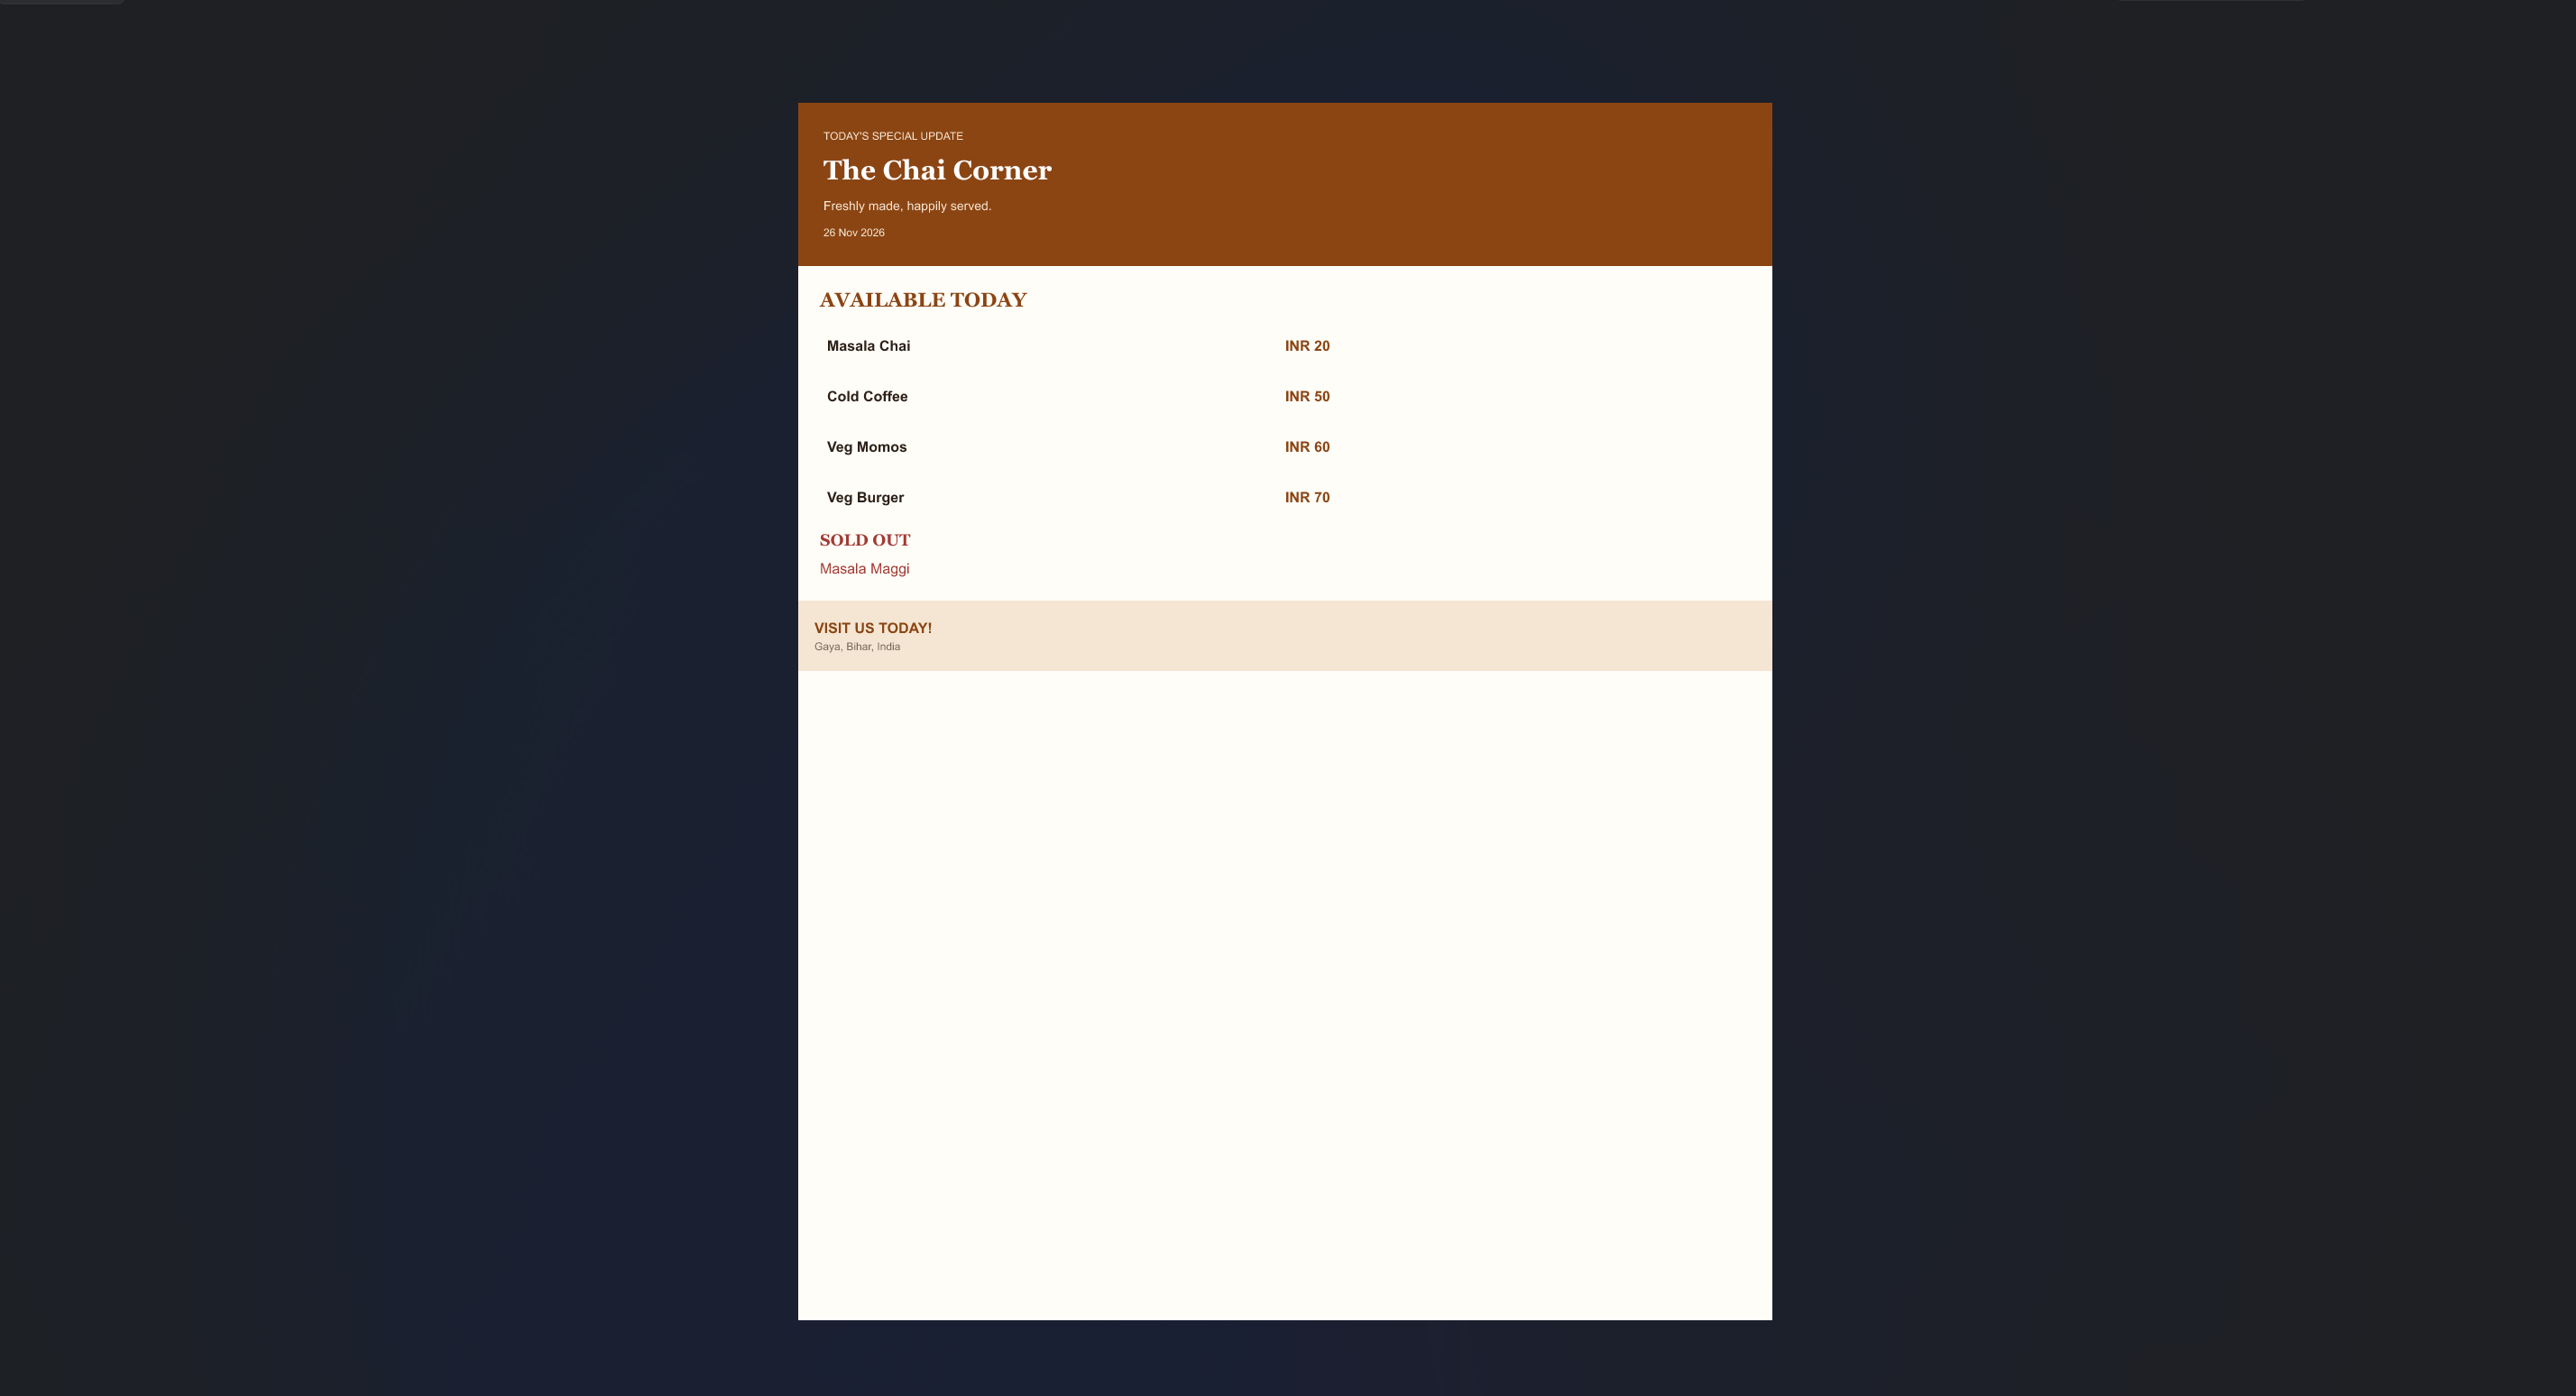 TODAY'S SPECIAL UPDATE
The Chai Corner
Freshly made, happily served.
26 Nov 2026
AVAILABLE TODAY
Masala Chai INR 20
Cold Coffee INR 50
Veg Momos INR 60
Veg Burger INR 70
SOLD OUT
Masala Maggi
VISIT US TODAY!
Gaya, Bihar, India